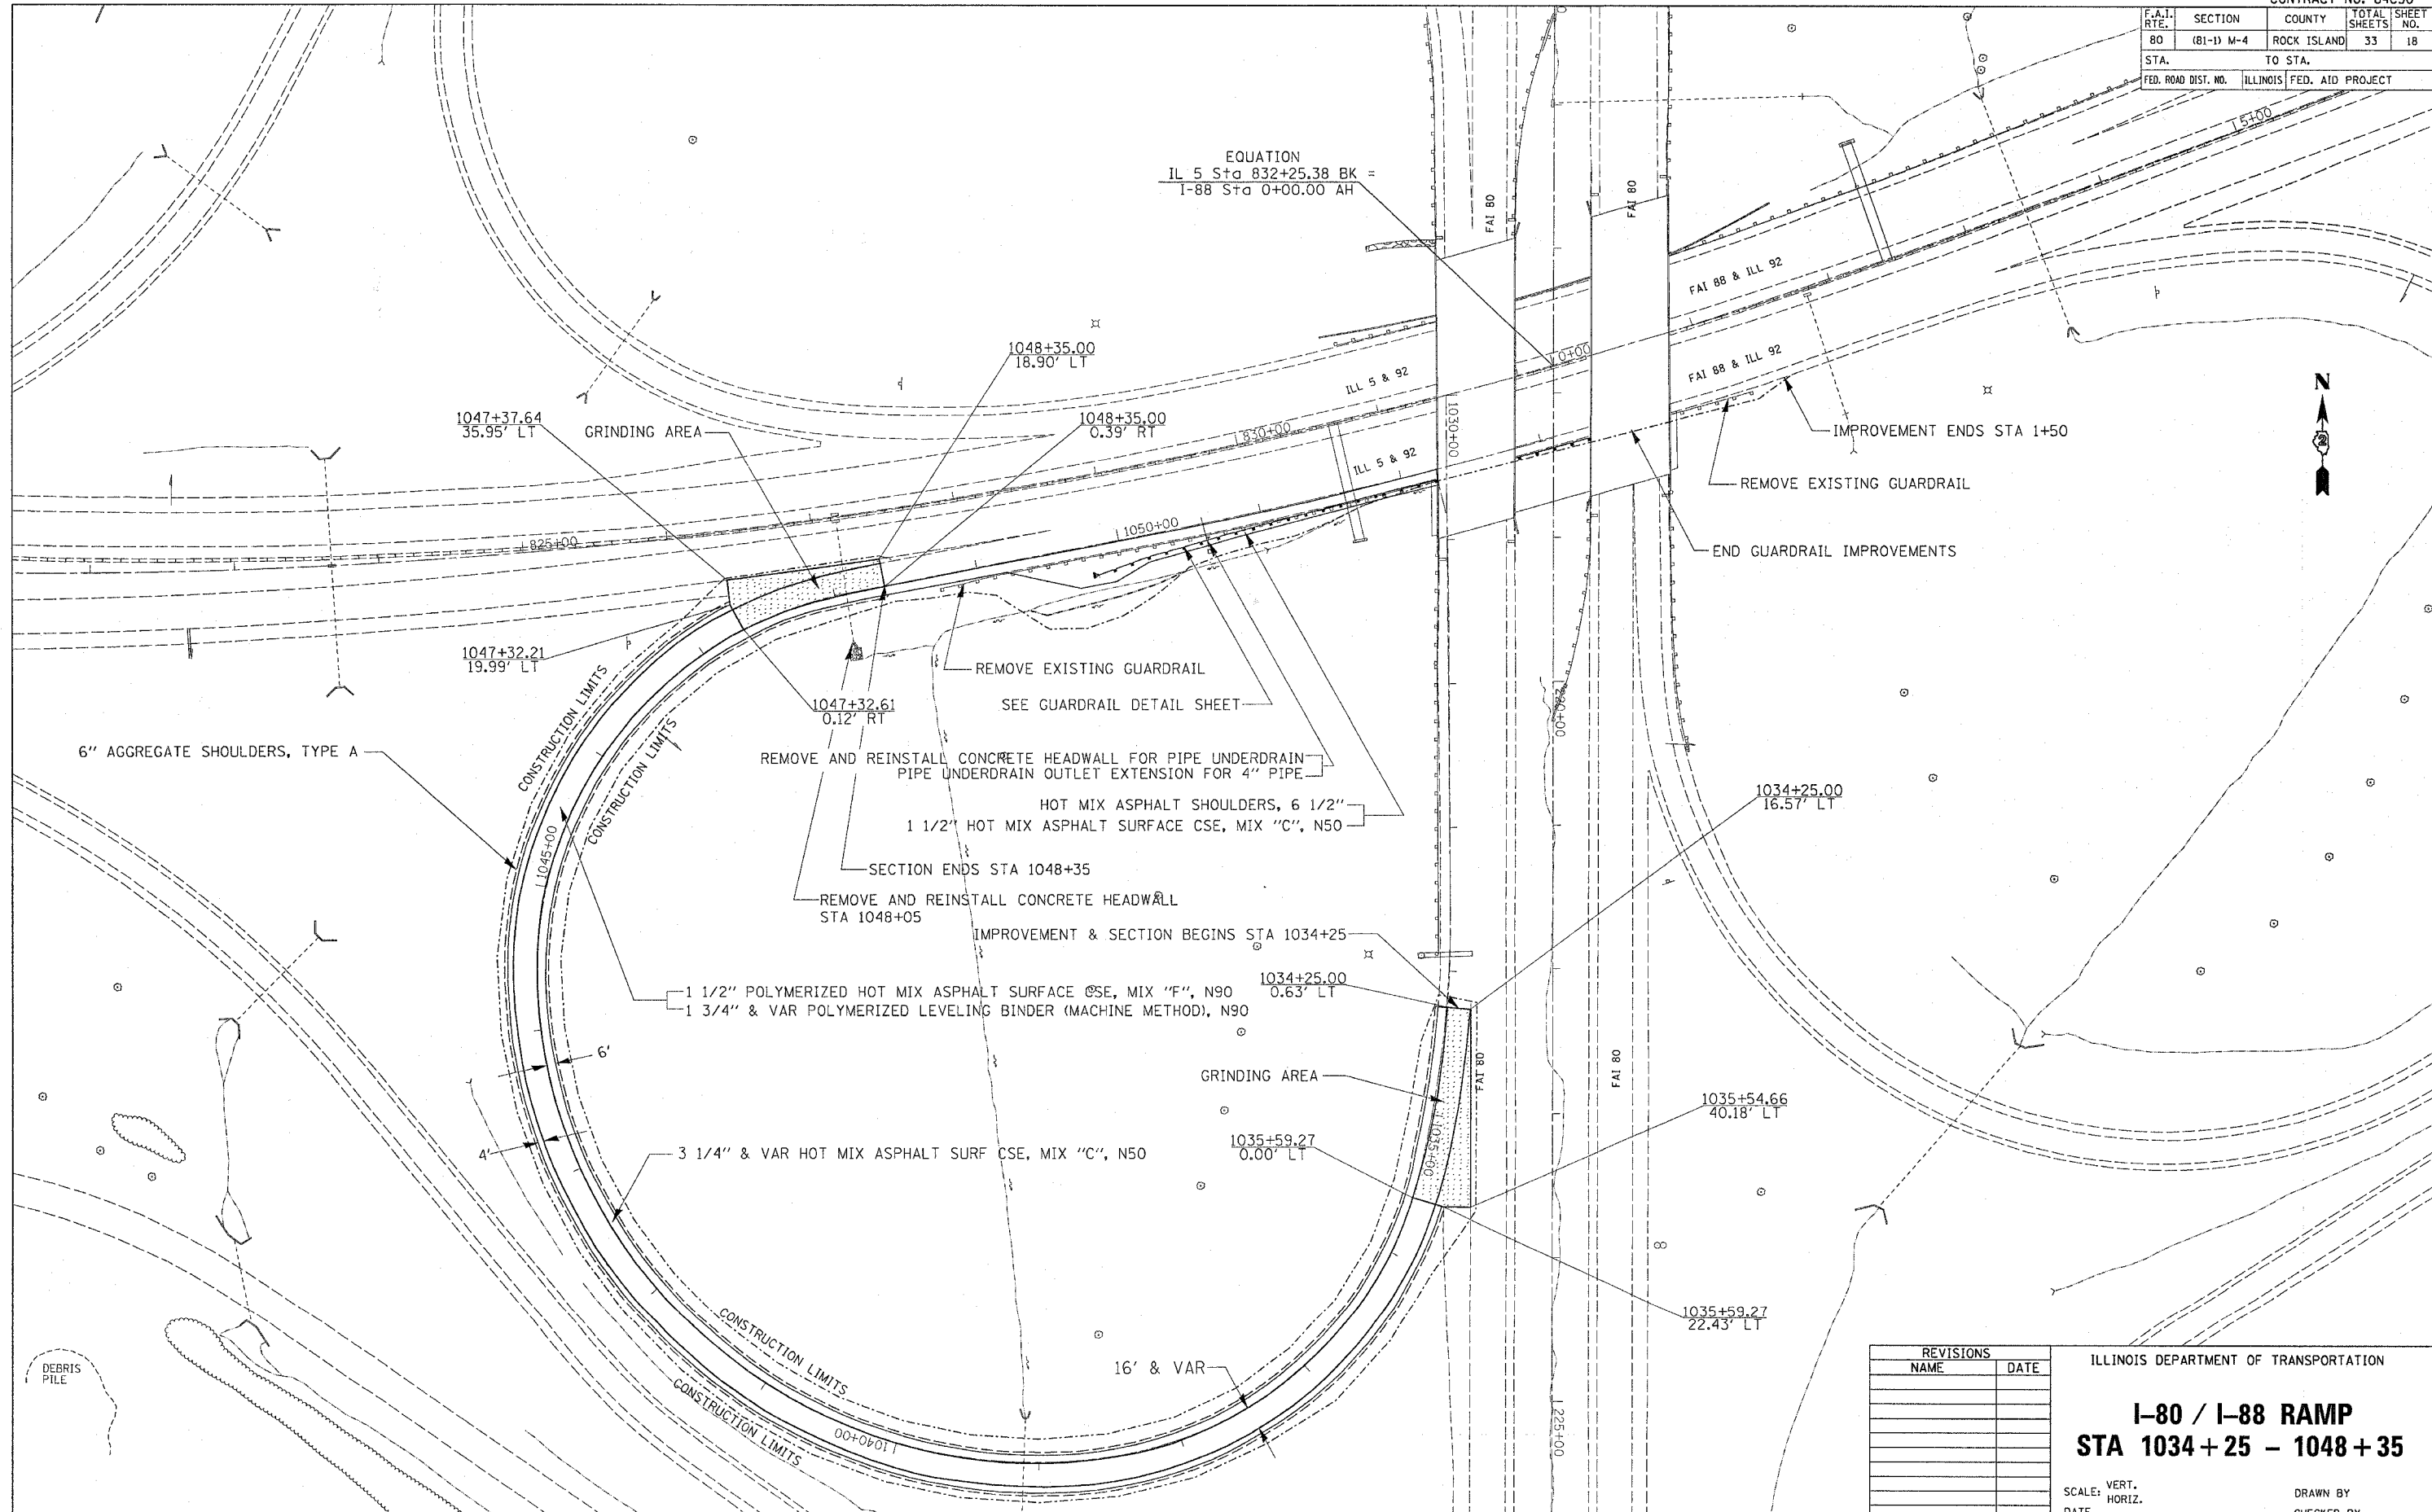 F.A.I. RTE. SECTION COUNTY TOTAL SHEETS SHEET NO.
80 (81-1) M-4 ROCK ISLAND 33 18
STA. TO STA.
FED. ROAD DIST. NO. ILLINOIS FED. AID PROJECT
EQUATION
IL 5 Sta 832+25.38 BK =
I-88 Sta 0+00.00 AH
FAI 80
FAI 80
5+00
FAI 88 & ILL 92
FAI 88 & ILL 92
0+00
ILL 5 & 92
ILL 5 & 92
N
2
1048+35.00
18.90' LT
1047+37.64
35.95' LT
GRINDING AREA
1048+35.00
0.39' RT
830+00
1030+00
IMPROVEMENT ENDS STA 1+50
REMOVE EXISTING GUARDRAIL
END GUARDRAIL IMPROVEMENTS
1050+00
825+00
1047+32.21
19.99' LT
REMOVE EXISTING GUARDRAIL
1047+32.61
0.12' RT
SEE GUARDRAIL DETAIL SHEET
CONSTRUCTION LIMITS
CONSTRUCTION LIMITS
6" AGGREGATE SHOULDERS, TYPE A
REMOVE AND REINSTALL CONCRETE HEADWALL FOR PIPE UNDERDRAIN
PIPE UNDERDRAIN OUTLET EXTENSION FOR 4" PIPE
HOT MIX ASPHALT SHOULDERS, 6 1/2"
1 1/2" HOT MIX ASPHALT SURFACE CSE, MIX "C", N50
1034+25.00
16.57' LT
1045+00
SECTION ENDS STA 1048+35
REMOVE AND REINSTALL CONCRETE HEADWALL
STA 1048+05
IMPROVEMENT & SECTION BEGINS STA 1034+25
1034+25.00
0.63' LT
1 1/2" POLYMERIZED HOT MIX ASPHALT SURFACE CSE, MIX "F", N90
1 3/4" & VAR POLYMERIZED LEVELING BINDER (MACHINE METHOD), N90
6'
GRINDING AREA
FAI 80
FAI 80
1035+54.66
40.18' LT
1035+59.27
0.00' LT
1035+00
4'
3 1/4" & VAR HOT MIX ASPHALT SURF CSE, MIX "C", N50
1035+59.27
22.43' LT
CONSTRUCTION LIMITS
CONSTRUCTION LIMITS
16' & VAR
1040+00
225+00
DEBRIS
PILE
REVISIONS
NAME DATE
ILLINOIS DEPARTMENT OF TRANSPORTATION
I-80 / I-88 RAMP
STA 1034+25 - 1048+35
SCALE: VERT.
HORIZ.
DRAWN BY